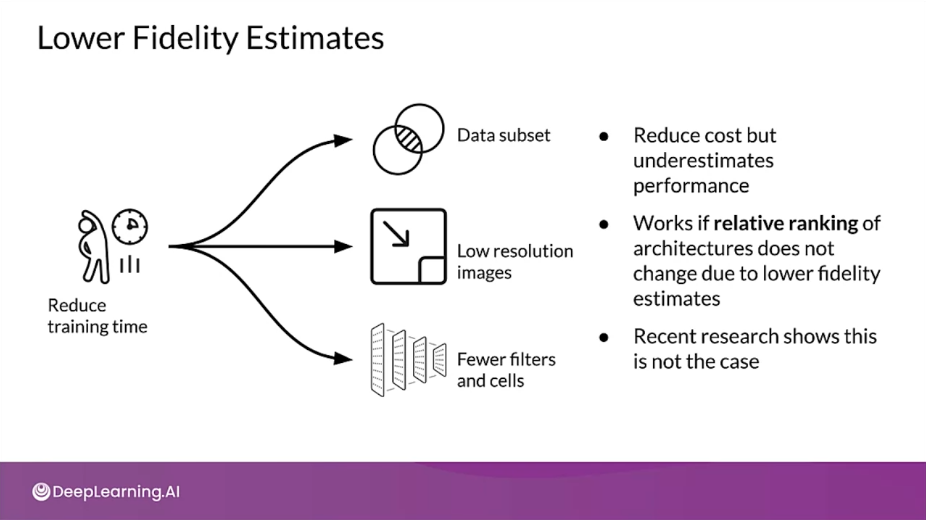 Lower Fidelity Estimates
Reduce
training time
Data subset
Low resolution
images
Fewer filters
and cells
● Reduce cost but
underestimates
performance
● Works if relative ranking of
architectures does not
change due to lower fidelity
estimates
● Recent research shows this
is not the case
DeepLearning.AI